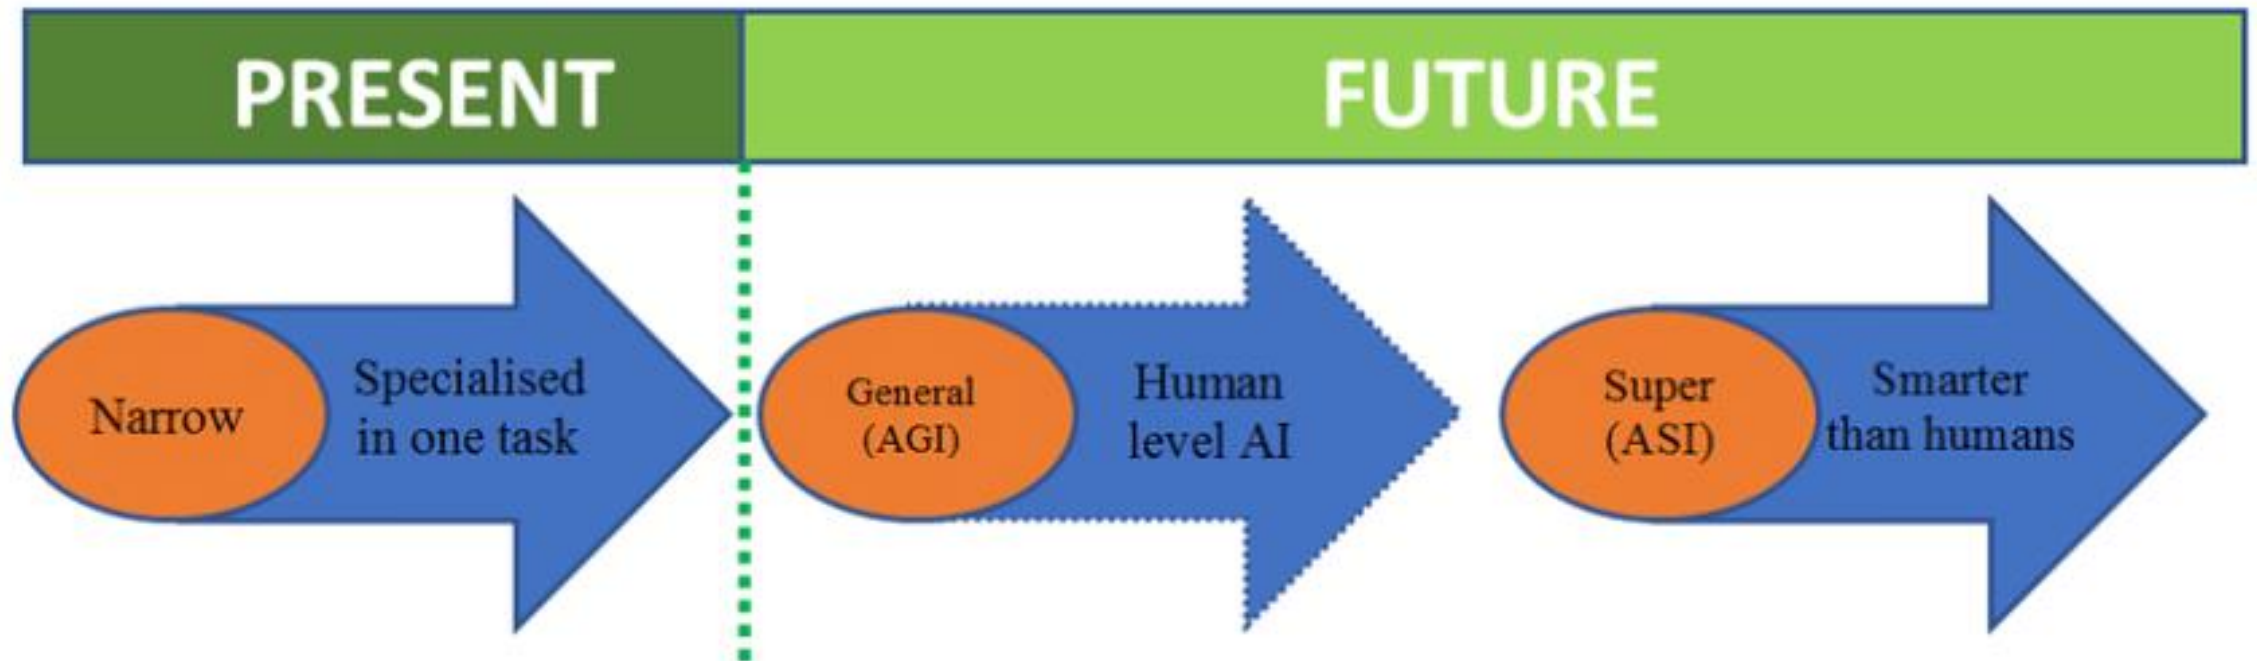 PRESENT
FUTURE
Narrow
Specialised
in one task
General
(AGI)
Human
level AI
Super
(ASI)
Smarter
than humans